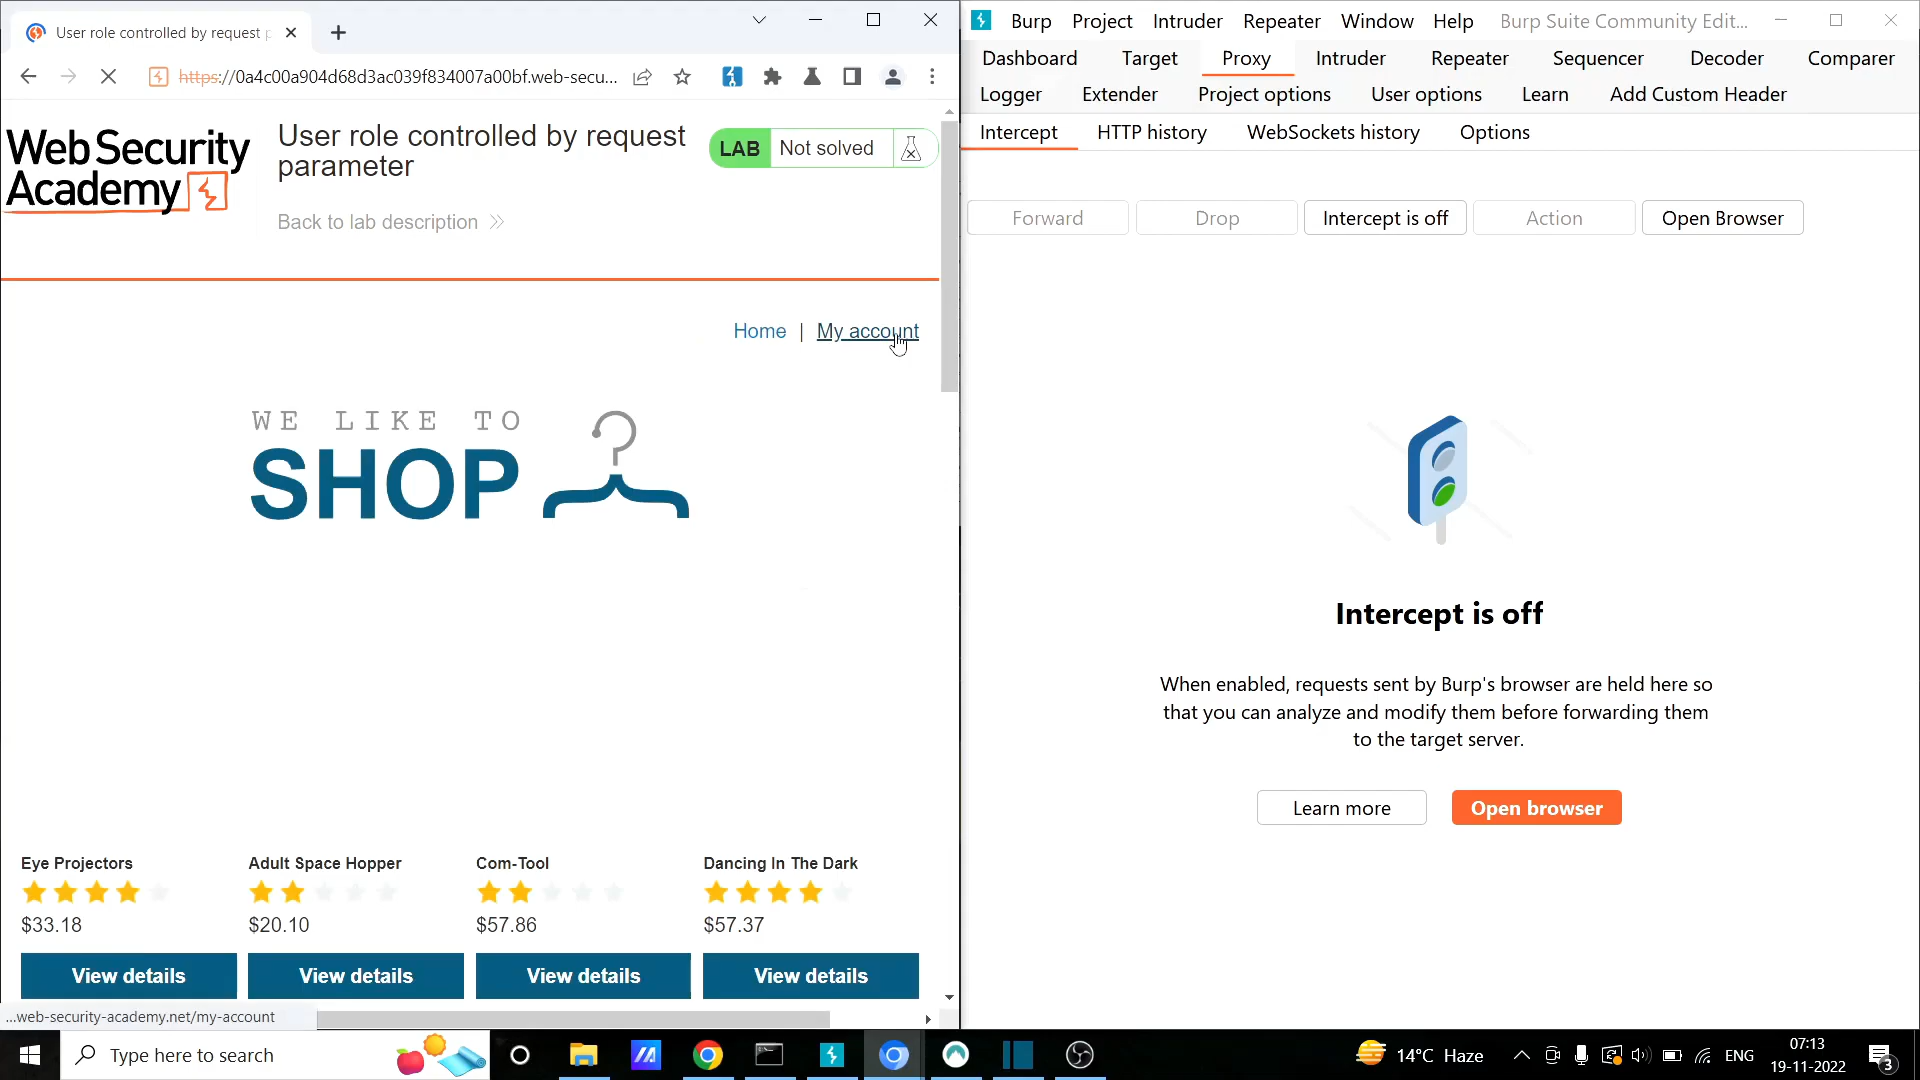 User role controlled by request p
https://0a4c00a904d68d3ac039f834007a00bf.web-secu...
Web Security
Academy
User role controlled by request
parameter
Back to lab description
LAB
Not solved
Home | My account
WE LIKE TO
SHOP
Eye Projectors
Adult Space Hopper
Com-Tool
Dancing In The Dark
$33.18
$20.10
$57.86
$57.37
View details
View details
View details
View details
...web-security-academy.net/my-account
Burp Project Intruder Repeater Window Help Burp Suite Community Edit...
Dashboard Target Proxy Intruder Repeater Sequencer Decoder Comparer
Logger Extender Project options User options Learn Add Custom Header
Intercept HTTP history WebSockets history Options
Forward Drop Intercept is off Action Open Browser
Intercept is off
When enabled, requests sent by Burp's browser are held here so
that you can analyze and modify them before forwarding them
to the target server.
Learn more Open browser
Type here to search
14°C Haze
ENG
07:13
19-11-2022
3